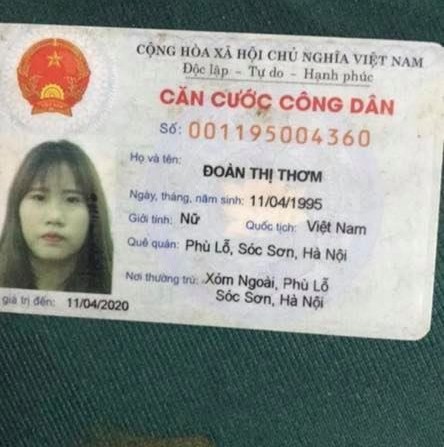 CỘNG HÒA XÃ HỘI CHỦ NGHĨA VIỆT NAM
Độc lập - Tự do - Hạnh phúc
CĂN CƯỚC CÔNG DÂN
Số: 001195004360
Họ và tên:
ĐOÀN THỊ THƠM
Ngày, tháng, năm sinh: 11/04/1995
Giới tính: Nữ Quốc tịch: Việt Nam
Quê quán: Phù Lỗ, Sóc Sơn, Hà Nội
Nơi thường trú: Xóm Ngoài, Phù Lỗ
Sóc Sơn, Hà Nội
giá trị đến: 11/04/2020